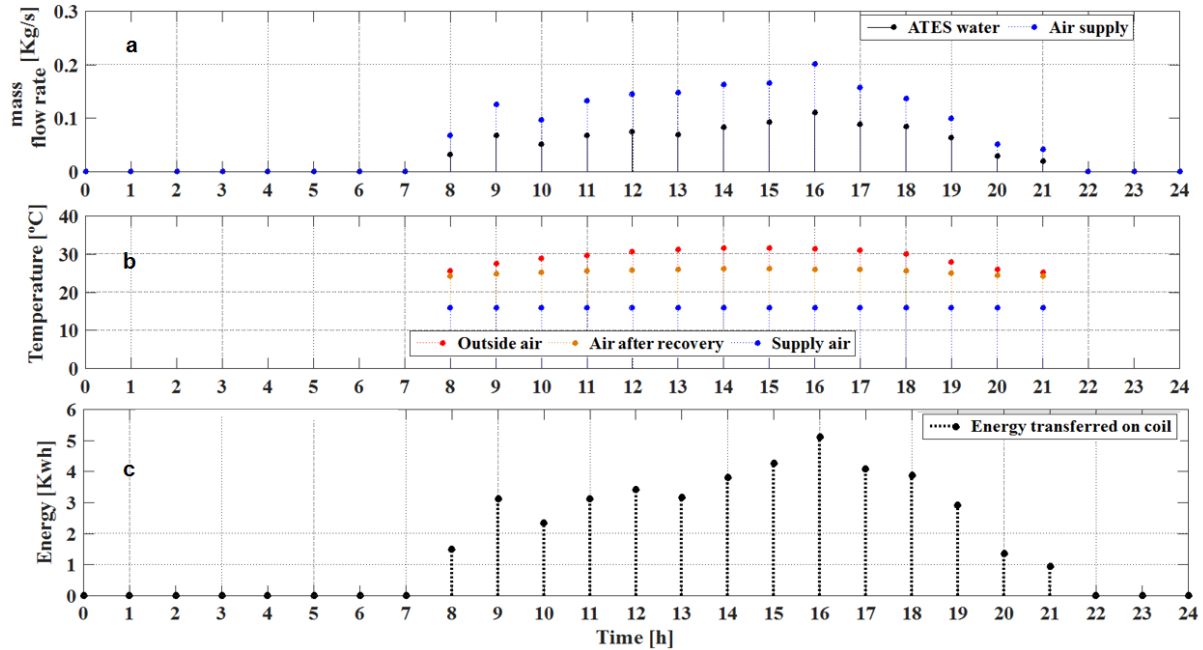 a
mass
flow rate [Kg/s]
0.3
0.2
0.1
0
ATES water Air supply
0 1 2 3 4 5 6 7 8 9 10 11 12 13 14 15 16 17 18 19 20 21 22 23 24
b
Temperature [ºC]
40
30
20
10
0
Outside air Air after recovery Supply air
0 1 2 3 4 5 6 7 8 9 10 11 12 13 14 15 16 17 18 19 20 21 22 23 24
c
Energy [Kwh]
6
5
4
3
2
1
0
Energy transferred on coil
0 1 2 3 4 5 6 7 8 9 10 11 12 13 14 15 16 17 18 19 20 21 22 23 24
Time [h]